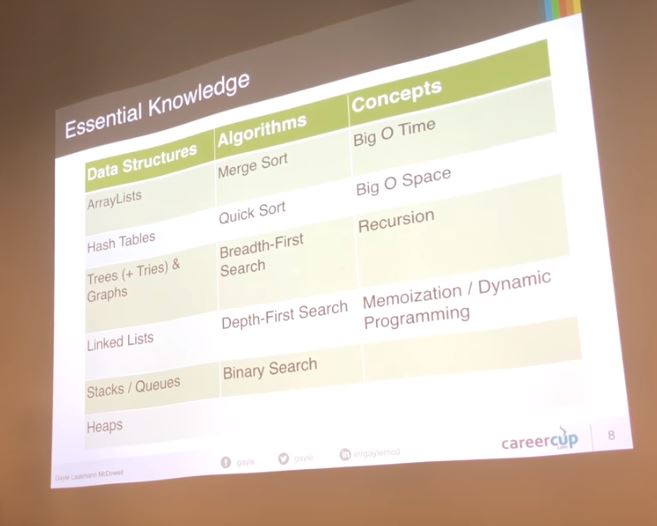 Essential Knowledge
Data Structures Algorithms Concepts
ArrayLists Merge Sort Big O Time
Hash Tables Quick Sort Big O Space
Trees (+ Tries) &
Graphs
Breadth-First
Search
Recursion
Linked Lists Depth-First Search
Memoization / Dynamic
Programming
Stacks / Queues Binary Search
Heaps
Gayle Laakmann McDowell
gayle
gayle
in/gaylemcd
careercup
.com
8